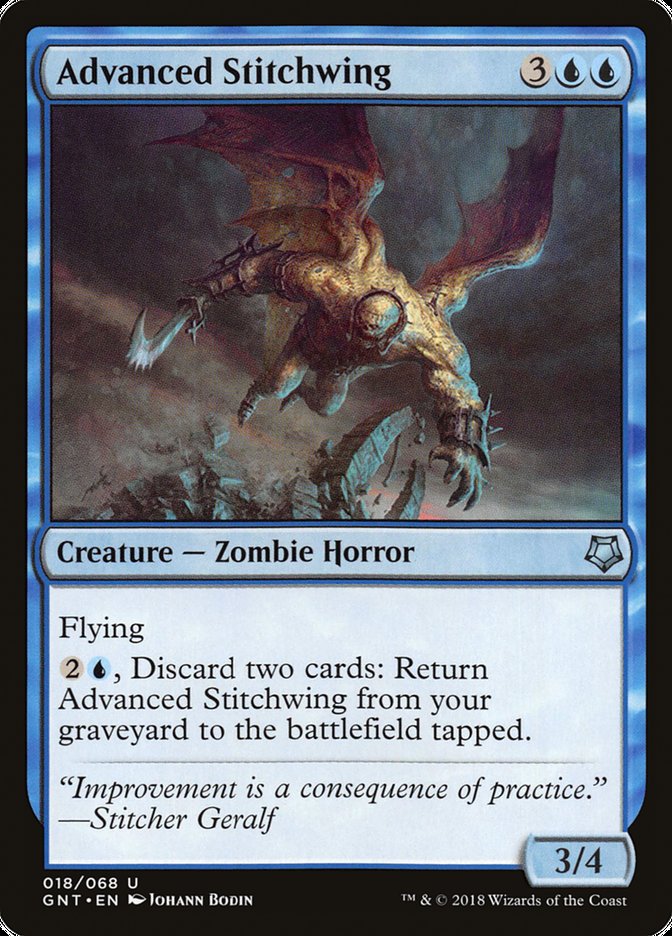 Advanced Stitchwing 3
Creature — Zombie Horror
Flying
2, Discard two cards: Return
Advanced Stitchwing from your
graveyard to the battlefield tapped.
“Improvement is a consequence of practice.”
—Stitcher Geralf
3/4
018/068 U
GNT • EN Johann Bodin
™ & © 2018 Wizards of the Coast